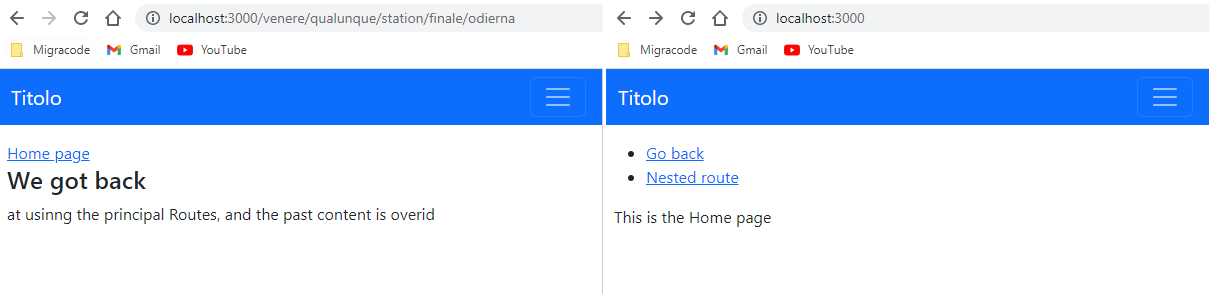 localhost:3000/venere/qualunque/station/finale/odierna
Migracode Gmail YouTube
Titolo
Home page
We got back
at usinng the principal Routes, and the past content is overid
localhost:3000
Migracode Gmail YouTube
Titolo
Go back
Nested route
This is the Home page